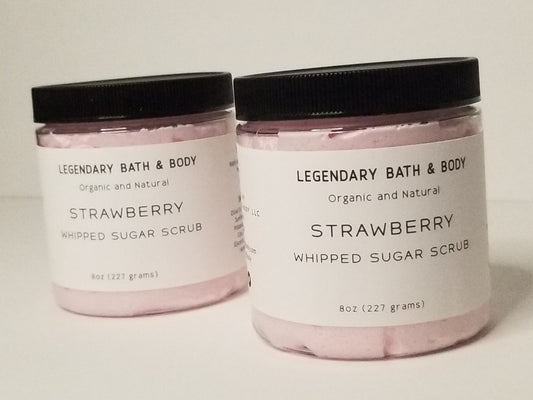 LEGENDARY BATH & BODY
Organic and Natural
STRAWBERRY
WHIPPED SUGAR SCRUB
8oz (227 grams)
LEGENDARY BATH & BODY
Organic and Natural
STRAWBERRY
WHIPPED SUGAR SCRUB
8oz (227 grams)